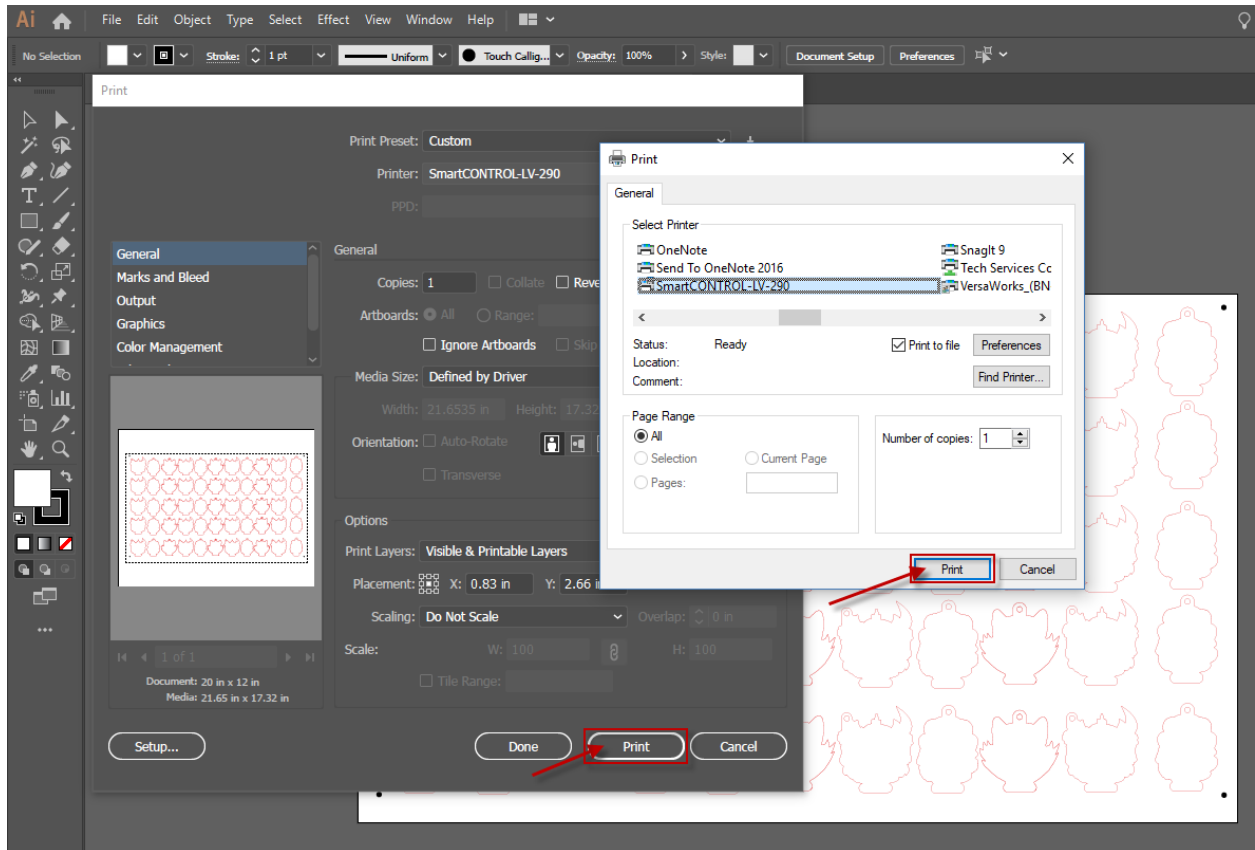 Ai File Edit Object Type Select Effect View Window Help
No Selection Stroke: 1 pt Uniform Touch Callig... Opacity: 100% Style: Document Setup Preferences
Print
Print Preset: Custom
Printer: SmartCONTROL-LV-290
PPD:
General
Marks and Bleed
Output
Graphics
Color Management
General
Copies: 1 Collate Reve
Artboards: All Range:
Ignore Artboards Skip
Media Size: Defined by Driver
Width: 21.6535 in Height: 17.32
Orientation: Auto-Rotate
Transverse
Options
Print Layers: Visible & Printable Layers
Placement: X: 0.83 in Y: 2.66 i
Scaling: Do Not Scale Overlap: 0 in
Scale: W: 100 H: 100
Tile Range:
1 of 1
Document: 20 in x 12 in
Media: 21.65 in x 17.32 in
Setup... Done Print Cancel
Print
General
Select Printer
OneNote
Send To OneNote 2016
SmartCONTROL-LV-290
SnagIt 9
Tech Services Cc
VersaWorks_(BN
Status: Ready Print to file Preferences
Location:
Comment: Find Printer...
Page Range
All
Selection Current Page
Pages:
Number of copies: 1
Print Cancel